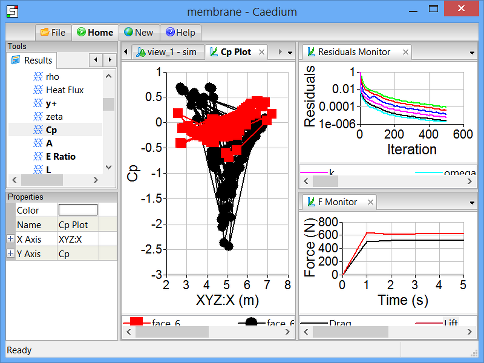 membrane - Caedium
File
Home
New
Help
Tools
Results
rho
Heat Flux
y+
zeta
Cp
A
E Ratio
L
Properties
Color
Name Cp Plot
X Axis XYZ:X
Y Axis Cp
view_1 - sim
Cp Plot
1
0.5
0
-0.5
-1
-1.5
-2
-2.5
-3
Cp
2 3 4 5 6 7 8
XYZ:X (m)
face_6 face_6
Residuals Monitor
Residuals
1
0.01
0.0001
1e-006
0 200 400 600
Iteration
k omega
f Monitor
Force (N)
800
600
400
200
0
0 1 2 3 4 5
Time (s)
Drag Lift
Ready